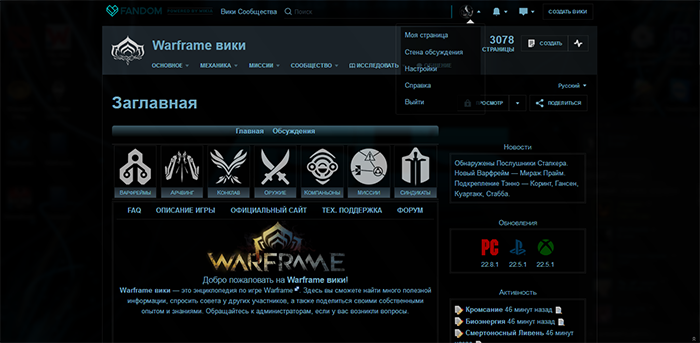 FANDOM POWERED BY WIKIA Вики Сообщества Поиск СОЗДАТЬ ВИКИ
Моя страница
Стена обсуждения
Настройки
Справка
Выйти
Warframe вики
3078
СТРАНИЦЫ
СОЗДАТЬ
ОСНОВНОЕ МЕХАНИКА МИССИИ СООБЩЕСТВО ИССЛЕДОВАТЬ
Русский
Заглавная
ПРОСМОТР ПОДЕЛИТЬСЯ
Главная Обсуждения
ВАРФРЕЙМЫ АРЧВИНГ КОНКЛАВ ОРУЖИЕ КОМПАНЬОНЫ МИССИИ СИНДИКАТЫ
FAQ ОПИСАНИЕ ИГРЫ ОФИЦИАЛЬНЫЙ САЙТ ТЕХ. ПОДДЕРЖКА ФОРУМ
WARFRAME
Добро пожаловать на Warframe вики!
Warframe вики — это энциклопедия по игре Warframe. Здесь вы сможете найти много полезной
информации, спросить совета у других участников, а также поделиться своими собственными
опытом и знаниями. Обращайтесь к администраторам, если у вас возникли вопросы.
Новости
Обнаружены Послушники Сталкера.
Новый Варфрейм — Мираж Прайм.
Подкрепление Тэнно — Коринт, Гансен,
Куартакк, Стабба.
Обновления
PC
22.8.1 22.5.1 22.5.1
Активность
Кромсание 46 минут назад
Биоэнергия 46 минут назад
Смертоносный Ливень 46 минут
назад